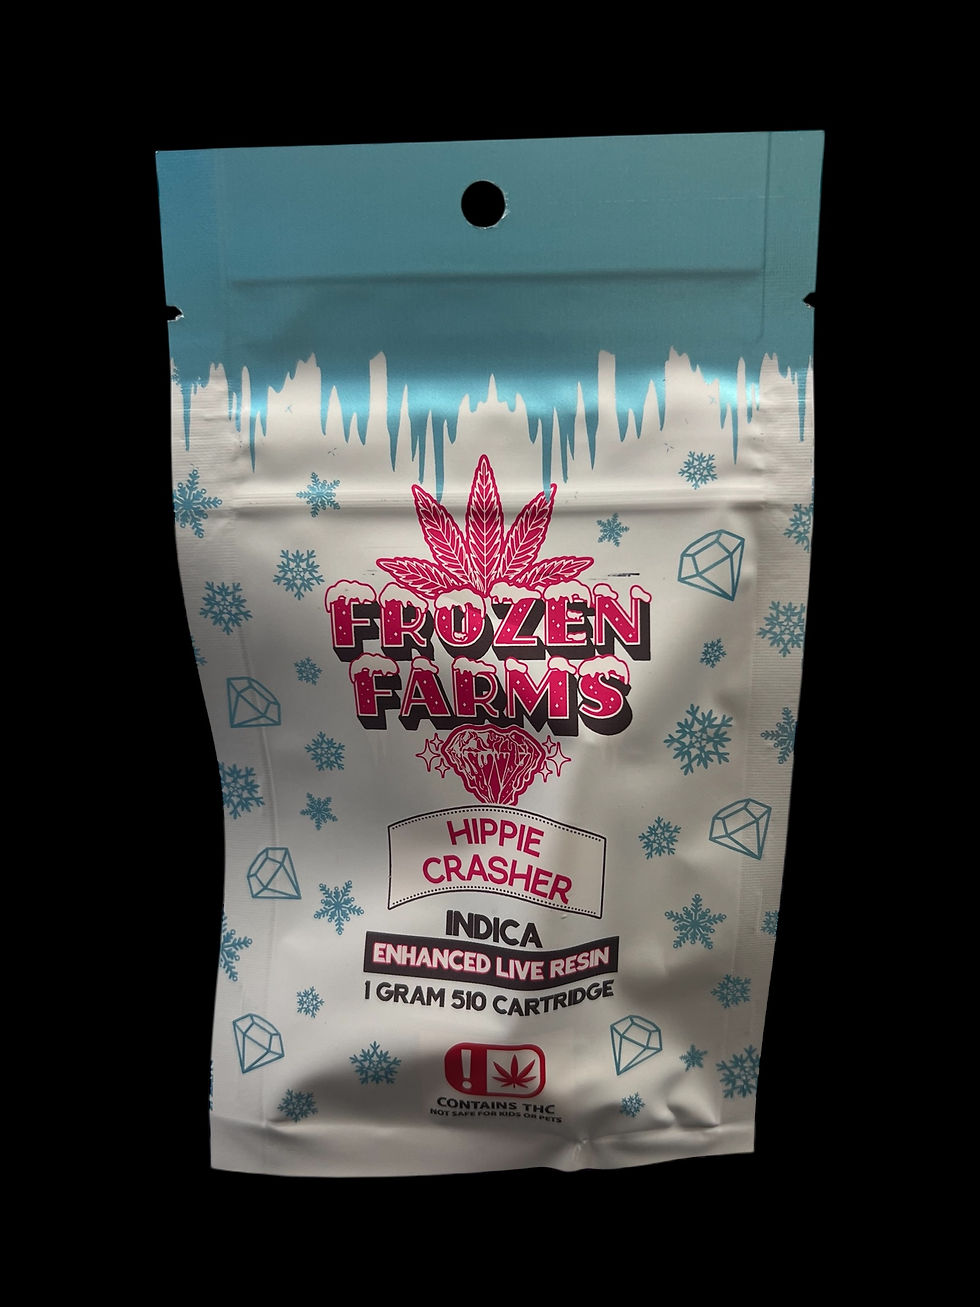 FROZEN
FARMS
HIPPIE
CRASHER
INDICA
ENHANCED LIVE RESIN
1 GRAM 510 CARTRIDGE
!
CONTAINS THC
NOT SAFE FOR KIDS OR PETS